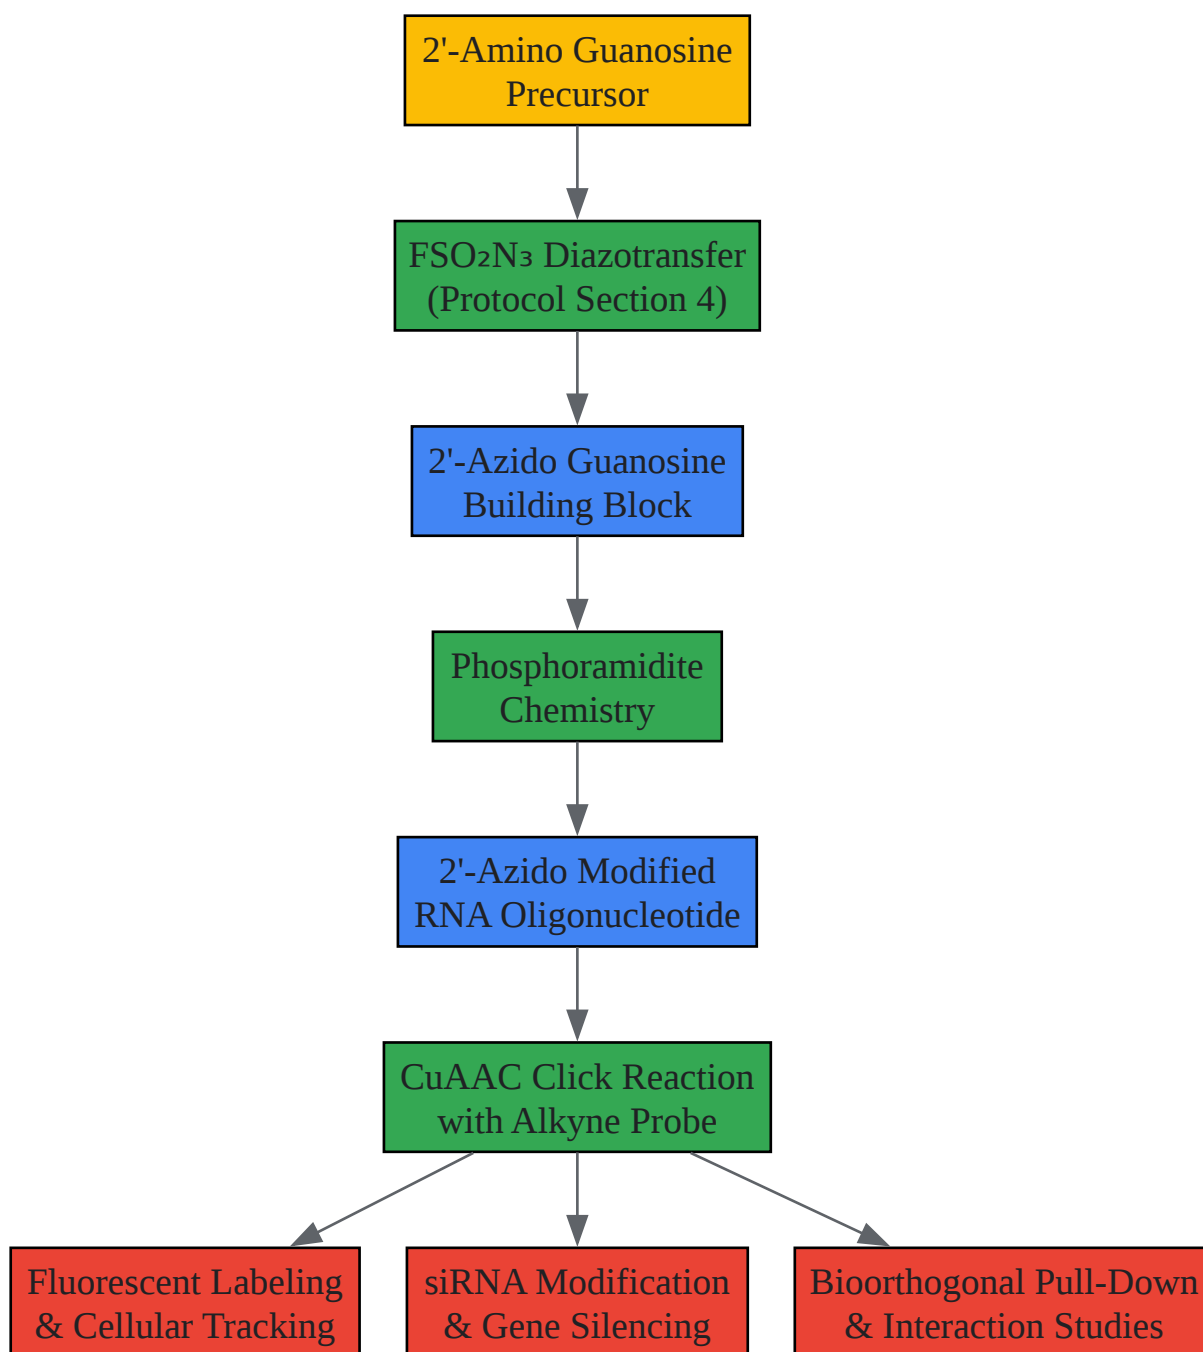 2'-Amino Guanosine
Precursor
FSO₂N₃ Diazotransfer
(Protocol Section 4)
2'-Azido Guanosine
Building Block
Phosphoramidite
Chemistry
2'-Azido Modified
RNA Oligonucleotide
CuAAC Click Reaction
with Alkyne Probe
Fluorescent Labeling
& Cellular Tracking
siRNA Modification
& Gene Silencing
Bioorthogonal Pull-Down
& Interaction Studies